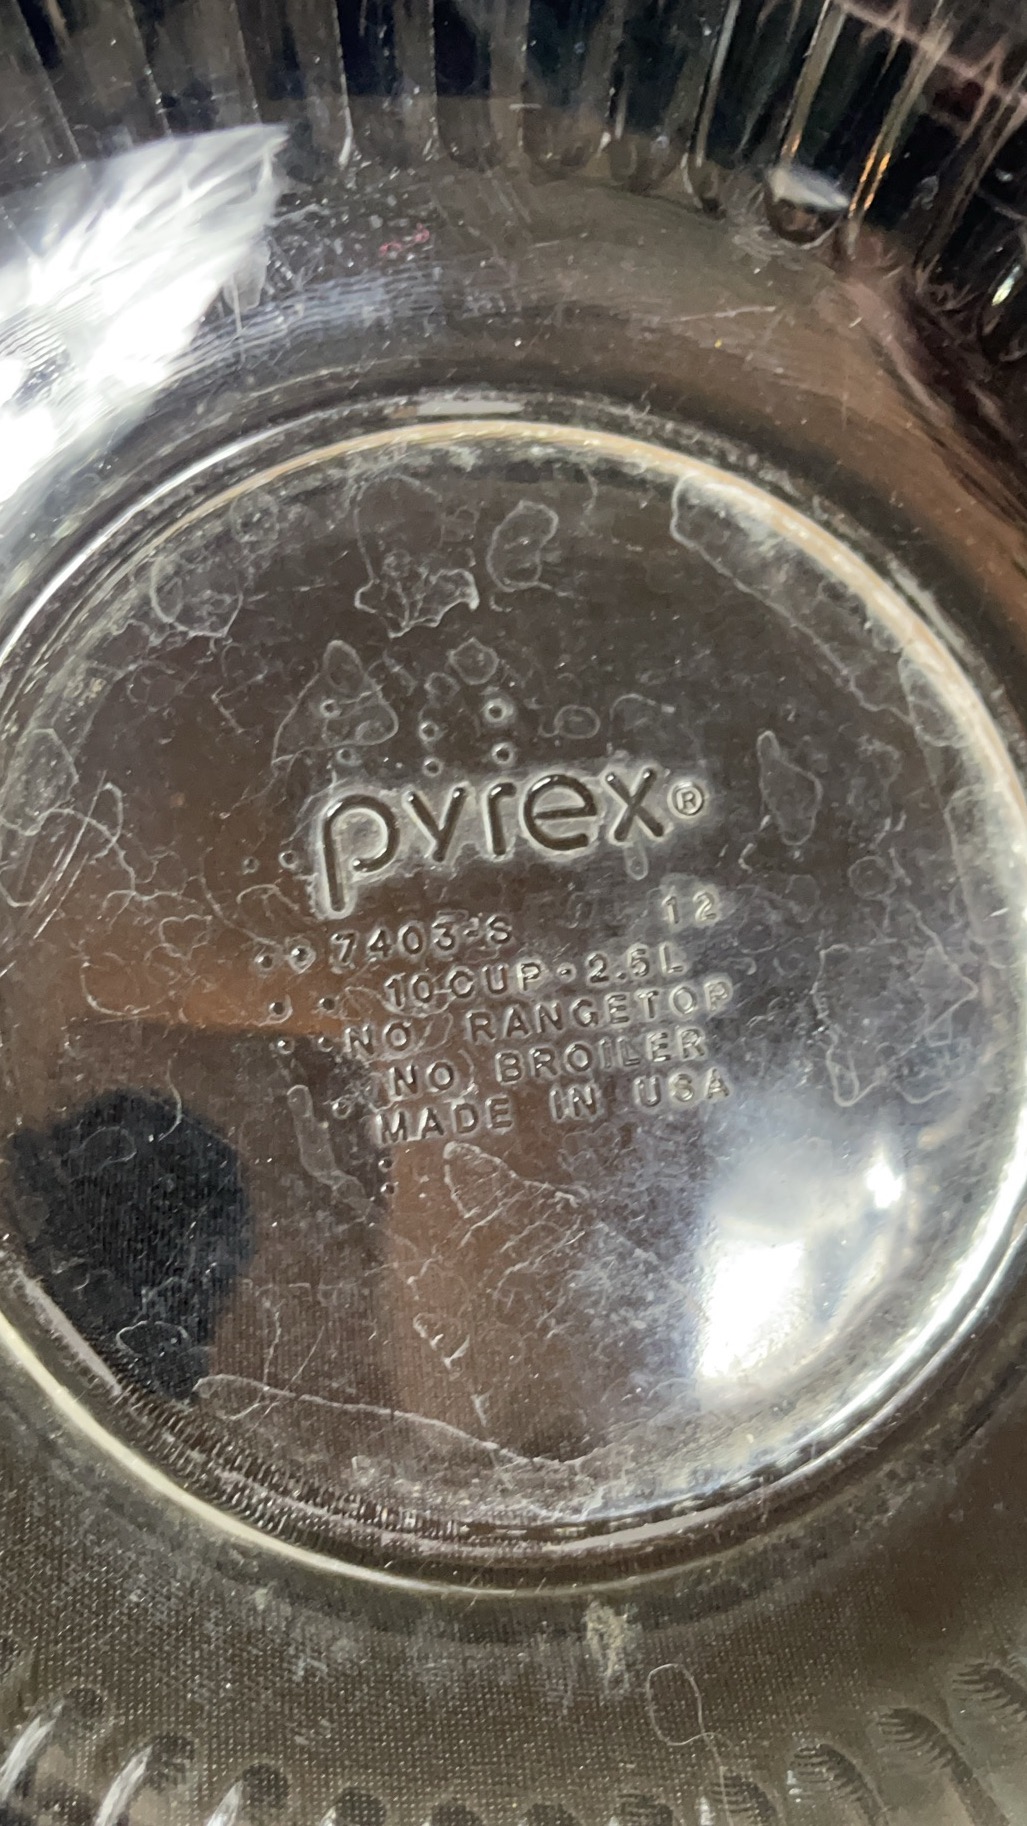 pyrex®
7403-S 12
10 CUP - 2.5L
NO RANGETOP
NO BROILER
MADE IN USA